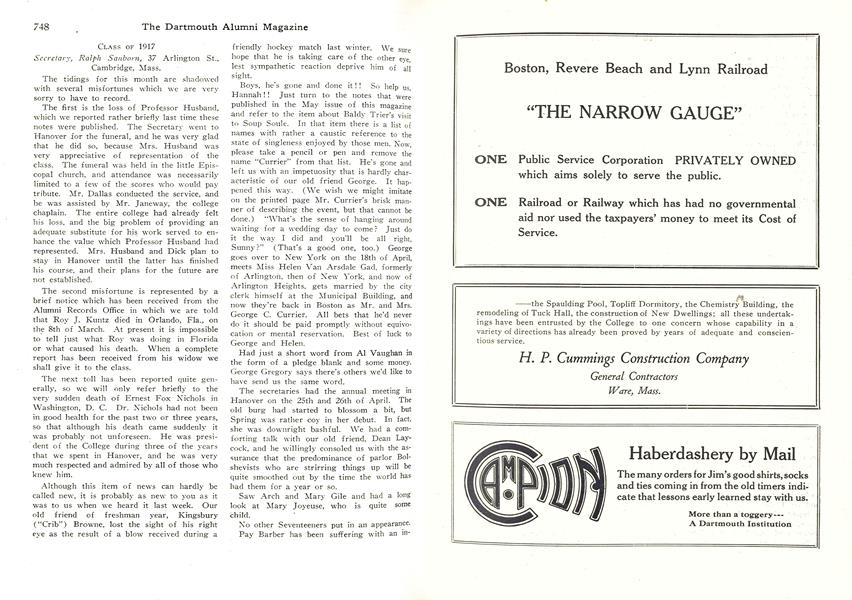 748
The Dartmouth Alumni Magazine
Class of 1917
Secretary, Ralph Sanborn, 37 Arlington St.,
Cambridge, Mass.
The tidings for this month are shadowed
with several misfortunes which we are very
sorry to have to record.
The first is the loss of Professor Husband,
which we reported rather briefly last time these
notes were published. The Secretary went to
Hanover for the funeral, and he was very glad
that he did so, because Mrs. Husband was
very appreciative of representation of the
class. The funeral was held in the little Epis-
copal church, and attendance was necessarily
limited to a few of the scores who would pay
tribute. Mr. Dallas conducted the service, and
he was assisted by Mr. Janeway, the college
chaplain. The entire college had already felt
his loss, and the big problem of providing an
adequate substitute for his work served to en-
hance the value which Professor Husband had
represented. Mrs. Husband and Dick plan to
stay in Hanover until the latter has finished
his course, and their plans for the future are
not established.
The second misfortune is represented by a
brief notice which has been received from the
Alumni Records Office in which we are told
that Roy J. Kuntz died in Orlando, Fla., on
the 8th of March. At present it is impossible
to tell just what Roy was doing in Florida
or what caused his death. When a complete
report has been received from his widow we
shall give it to the class.
The next toll has been reported quite gen-
erally, so we will only refer briefly to the
very sudden death of Ernest Fox Nichols in
Washington, D. C. Dr. Nichols had not been
in good health for the past two or three years,
so that although his death came suddenly it
was probably not unforeseen. He was presi-
dent of the College during three of the years
that we spent in Hanover, and he was very
much respected and admired by all of those who
knew him.
Although this item of news can hardly be
called new, it is probably as new to you as it
was to us when we heard it last week. Our
old friend of freshman year, Kingsbury
("Crib") Browne, lost the sight of his right
eye as the result of a blow received during a
friendly hockey match last winter. We sure
hope that he is taking care of the other eye,
lest sympathetic reaction deprive him of all
sight.
Boys, he's gone and done it!! So help us,
Hannah!! Just turn to the notes that were
published in the May issue of this magazine
and refer to the item about Baldy Trier's visit
to Soup Soule. In that item there is a list of
names with rather a caustic reference to the
state of singleness enjoyed by those men. Now,
please take a pencil or pen and remove the
name "Currier" from that list. He's gone and
left us with an impetuosity that is hardly char-
acteristic of our old friend George. It hap-
pened this way. (We wish we might imitate
on the printed page Mr. Currier's brisk man-
ner of describing the event, but that cannot be
done.) "What's the sense of hanging around
waiting for a wedding day to come? Just do
it the way I did and you'll be all right,
Sunny?" (That's a good one, too.) George
goes over to New York on the 18th of April,
meets Miss Helen Van Arsdale Gad, formerly
of Arlington, then of New York, and now of
Arlington Heights, gets married by the city
clerk himself at the Municipal Building, and
now they're back in Boston as Mr. and Mrs.
George C. Currier. All bets that he'd never
do it should be paid promptly without equivo-
cation or mental reservation. Best of luck to
George and Helen.
Had just a short word from Al Vaughan in
the form of a pledge blank and some money.
George Gregory says there's others we'd like to
have send us the same word.
The secretaries had the annual meeting in
Hanover on the 25th and 26th of April. The
old burg had started to blossom a bit, but
Spring was rather coy in her debut. In fact,
she was downright bashful. We had a com-
forting talk with our old friend, Dean Lay-
cock, and he willingly consoled us with the as-
surance that the predominance of parlor Bol-
shevists who are strirring things up will be
quite smoothed out by the time the world has
had them for a year or so.
Saw Arch and Mary Gile and had a long
look at Mary Joyeuse, who is quite some
child.
No other Seventeeners put in an appearance.
Pay Barber has been suffering with an in-
Boston, Revere Beach and Lynn Railroad
"THE NARROW GAUGE"
ONE Public Service Corporation PRIVATELY OWNED
which aims solely to serve the public.
ONE Railroad or Railway which has had no governmental
aid nor used the taxpayers' money to meet its Cost of
Service.
——the Spaulding Pool, Topliff Dormitory, the Chemistry Building, the
remodeling of Tuck Hall, the construction of New Dwellings; all these undertak-
ings have been entrusted by the College to one concern whose capability in a
variety of directions has already been proved by years of adequate and conscien-
tious service.
H. P. Cummings Construction Company
General Contractors
Ware, Mass.
CAMPION
Haberdashery by Mail
The many orders for Jim's good shirts, socks
and ties coming in from the old timers indi-
cate that lessons early learned stay with us.
More than a toggery---
A Dartmouth Institution